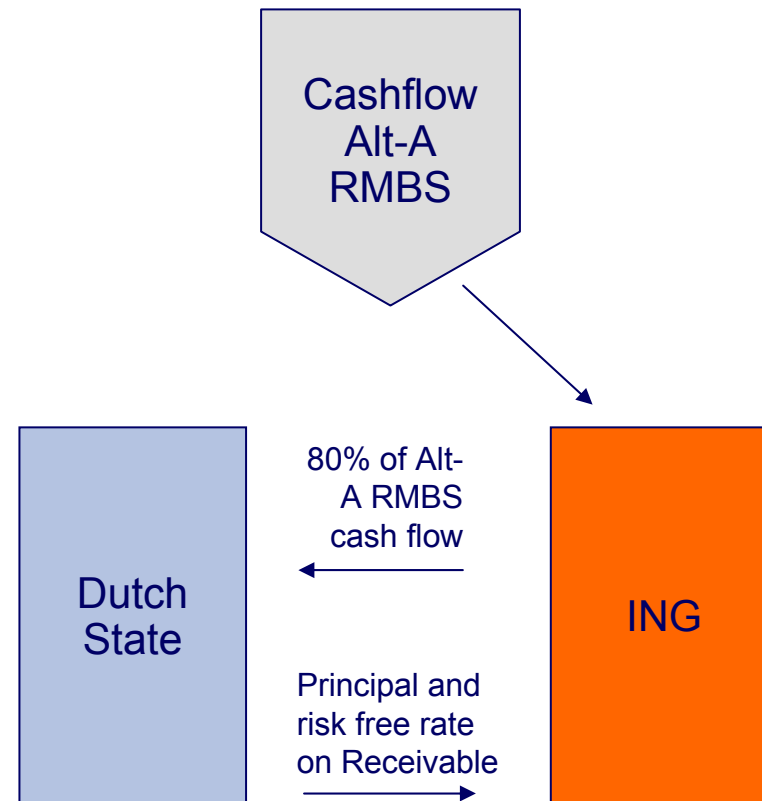 Cashflow
Alt-A
RMBS
80% of Alt-
A RMBS
cash flow
Dutch
State
ING
Principal and
risk free rate
on Receivable